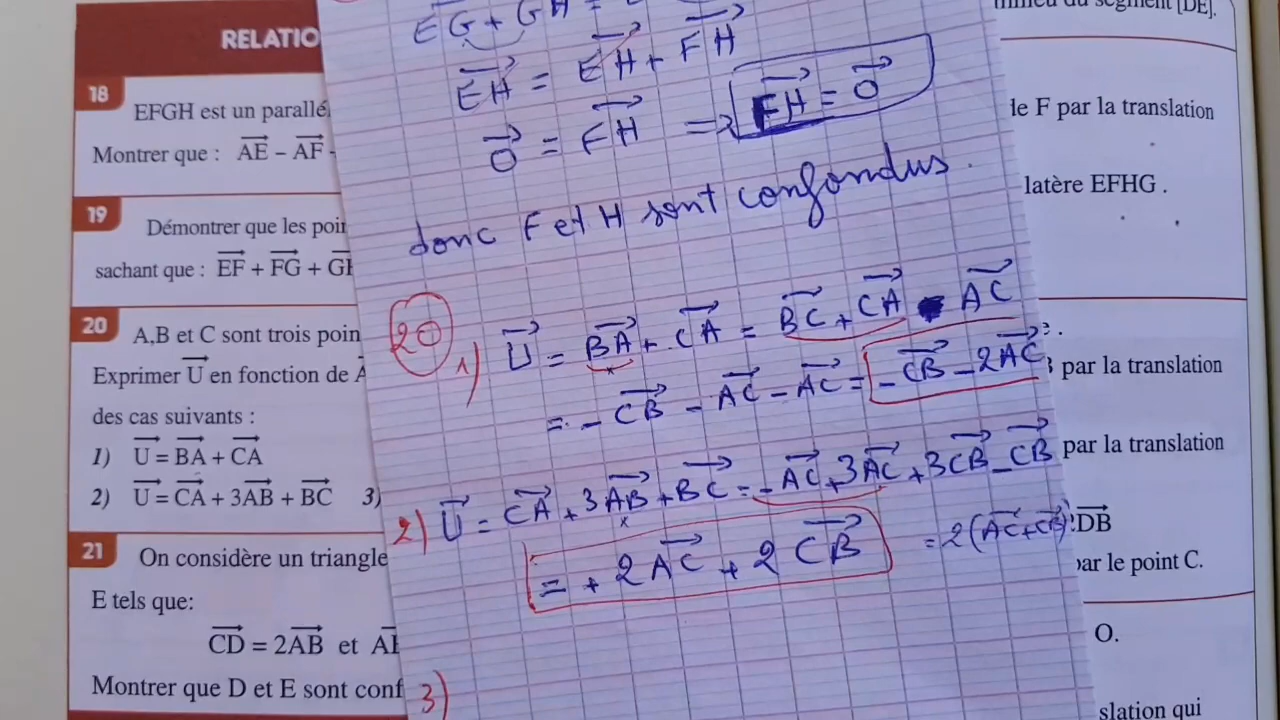 RELATIO
18
EFGH est un parallé
Montrer que : AE - AF -
19
Démontrer que les poi
sachant que : EF + FG + GH
20
A,B et C sont trois poin
Exprimer U en fonction de
des cas suivants :
1) U = BA + CA
2) U = CA + 3AB + BC 3)
21
On considère un triangle
E tels que:
CD = 2AB et
Montrer que D et E sont conf
EG + GH =
EH = EH + FH
0 = FH => FH = 0
donc F et H sont confondus.
20
1) U = BA + CA = BC + CA - AC
= - CB - AC - AC = - CB - 2AC
2) U = CA + 3AB + BC = - AC + 3AC + 3CB - CB
= + 2AC + 2CB = 2(AC + CB)
3)
milieu du segment [DE].
de F par la translation
latère EFHG .
par la translation
par la translation
DB
par le point C.
O.
slation qui